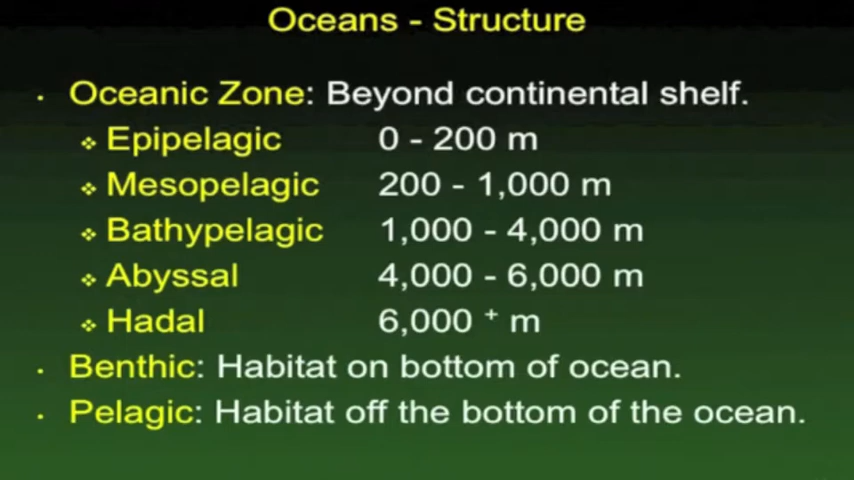 Oceans - Structure
· Oceanic Zone: Beyond continental shelf.
❖ Epipelagic 0 - 200 m
❖ Mesopelagic 200 - 1,000 m
❖ Bathypelagic 1,000 - 4,000 m
❖ Abyssal 4,000 - 6,000 m
❖ Hadal 6,000 ⁺ m
· Benthic: Habitat on bottom of ocean.
· Pelagic: Habitat off the bottom of the ocean.